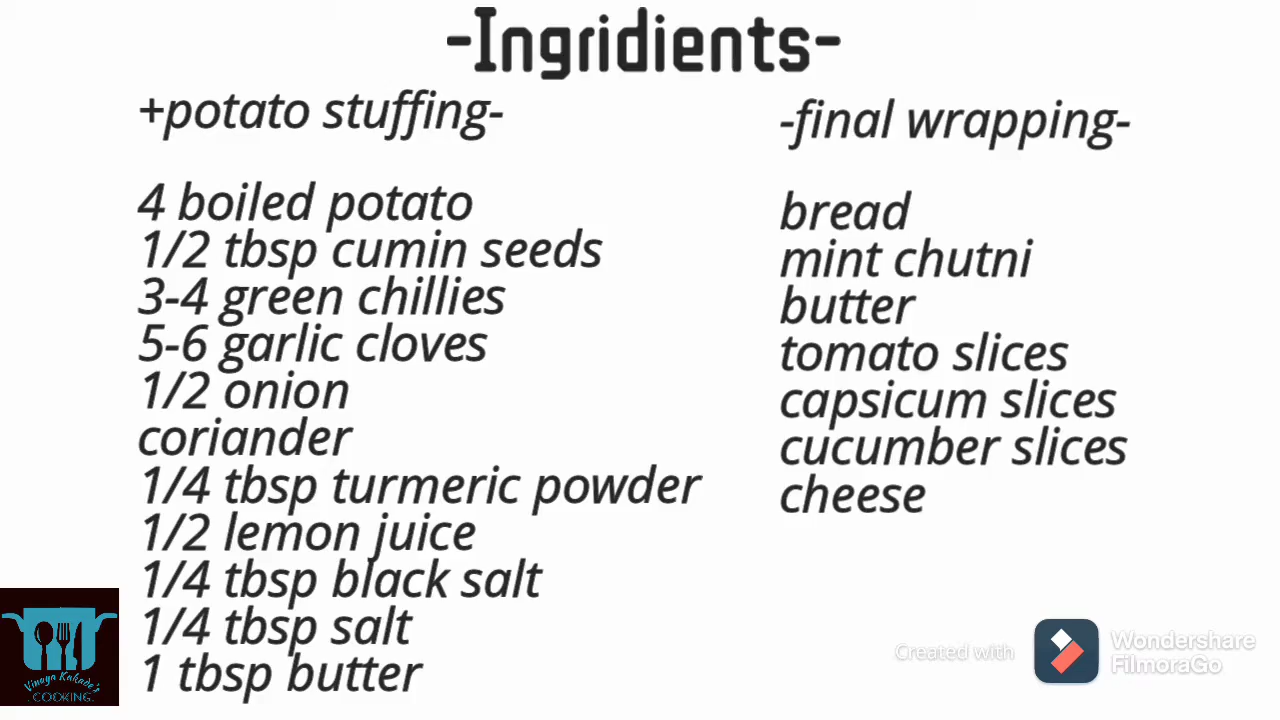 -Ingridients-
+potato stuffing-
4 boiled potato
1/2 tbsp cumin seeds
3-4 green chillies
5-6 garlic cloves
1/2 onion
coriander
1/4 tbsp turmeric powder
1/2 lemon juice
1/4 tbsp black salt
1/4 tbsp salt
1 tbsp butter
-final wrapping-
bread
mint chutni
butter
tomato slices
capsicum slices
cucumber slices
cheese
Vinaya Kakade's
COOKING
Created with
Wondershare
FilmoraGo